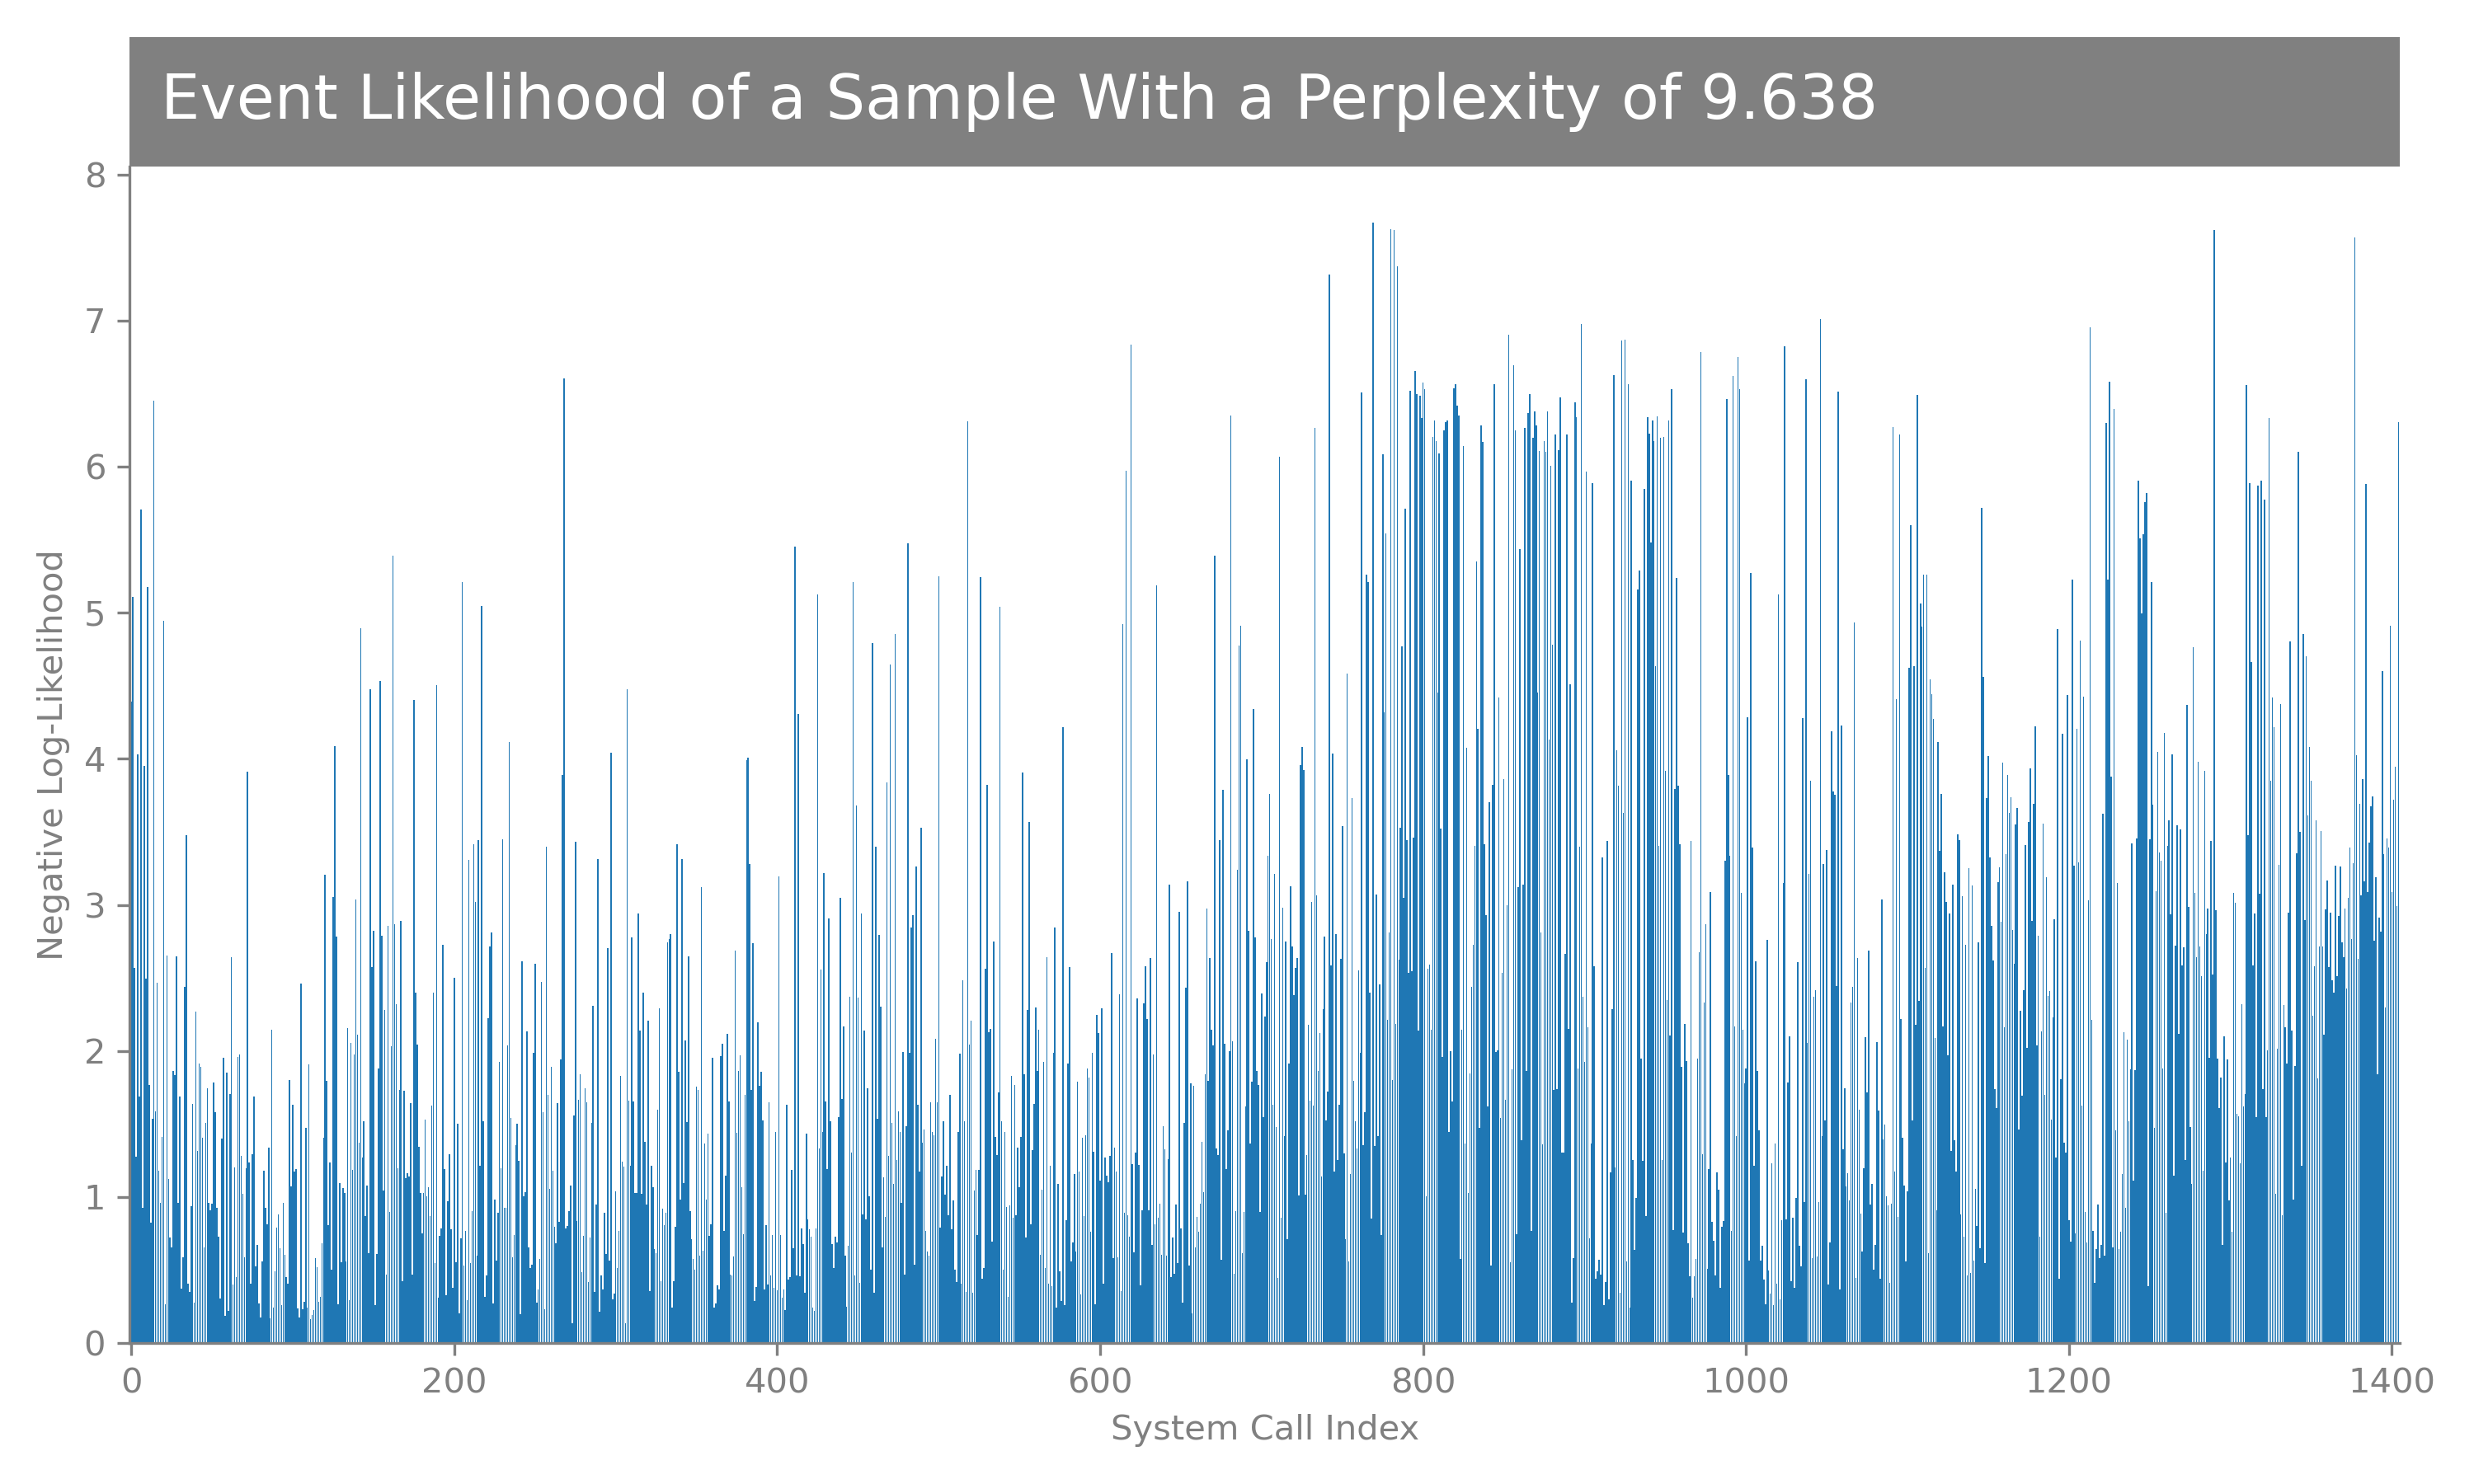 Event Likelihood of a Sample With a Perplexity of 9.638
8
7
6
5
4
3
2
1
0
Negative Log-Likelihood
0 200 400 600 800 1000 1200 1400
System Call Index